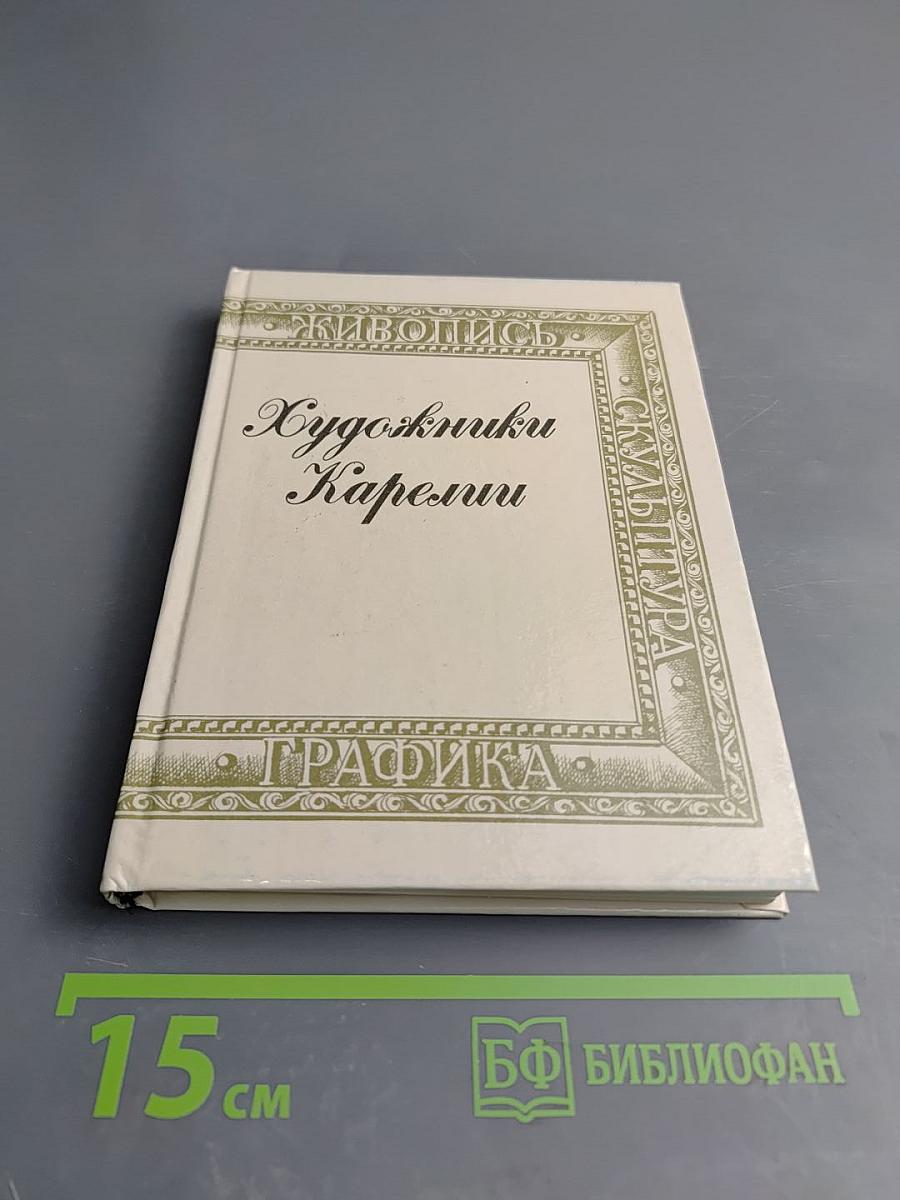 ЖИВОПИСЬ
СКУЛЬПТУРА
Художники
Карелии
ГРАФИКА
15 см
БФ БИБЛИОФАН